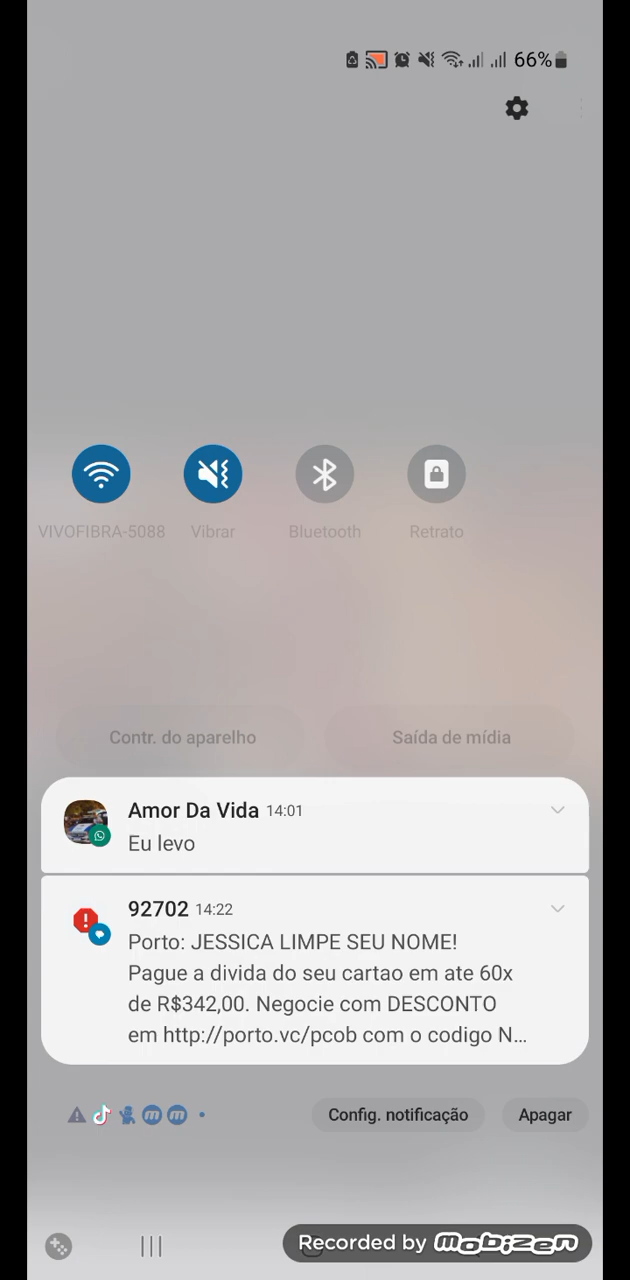 66%
VIVOFIBRA-5088 Vibrar Bluetooth Retrato
Contr. do aparelho Saída de mídia
Amor Da Vida 14:01
Eu levo
92702 14:22
Porto: JESSICA LIMPE SEU NOME!
Pague a divida do seu cartao em ate 60x
de R$342,00. Negocie com DESCONTO
em http://porto.vc/pcob com o codigo N...
Config. notificação Apagar
Recorded by mobizen